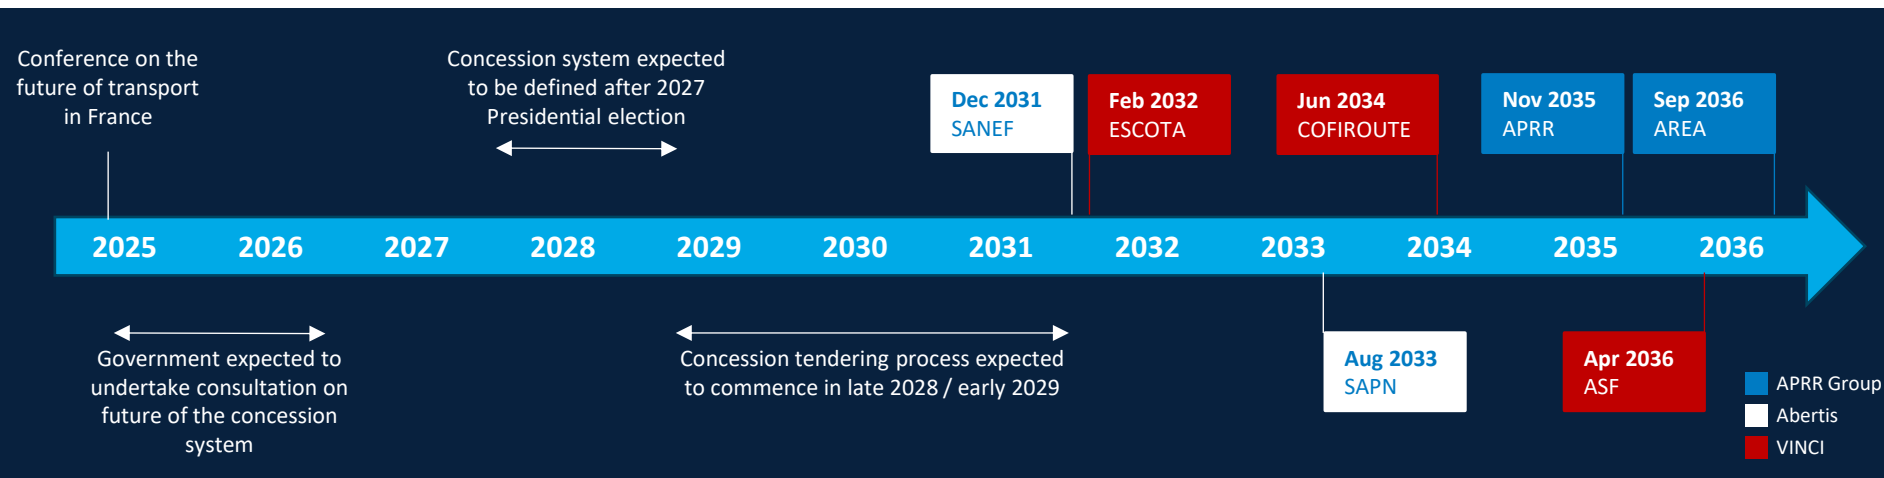 Conference on the
future of transport
in France
Concession system expected
to be defined after 2027
Presidential election
Dec 2031
SANEF
Feb 2032
ESCOTA
Jun 2034
COFIROUTE
Nov 2035
APRR
Sep 2036
AREA
2025 2026 2027 2028 2029 2030 2031 2032 2033 2034 2035 2036
Government expected to
undertake consultation on
future of the concession
system
Concession tendering process expected
to commence in late 2028 / early 2029
Aug 2033
SAPN
Apr 2036
ASF
APRR Group
Abertis
VINCI